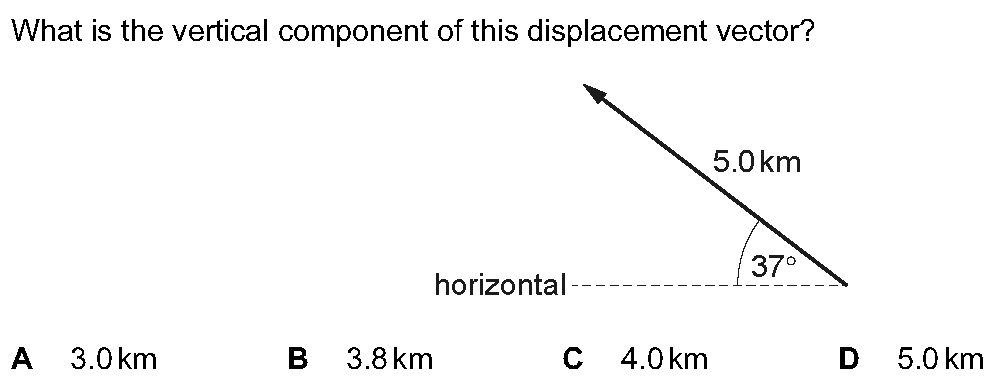 What is the vertical component of this displacement vector?
5.0 km
37°
horizontal
A 3.0 km B 3.8 km C 4.0 km D 5.0 km